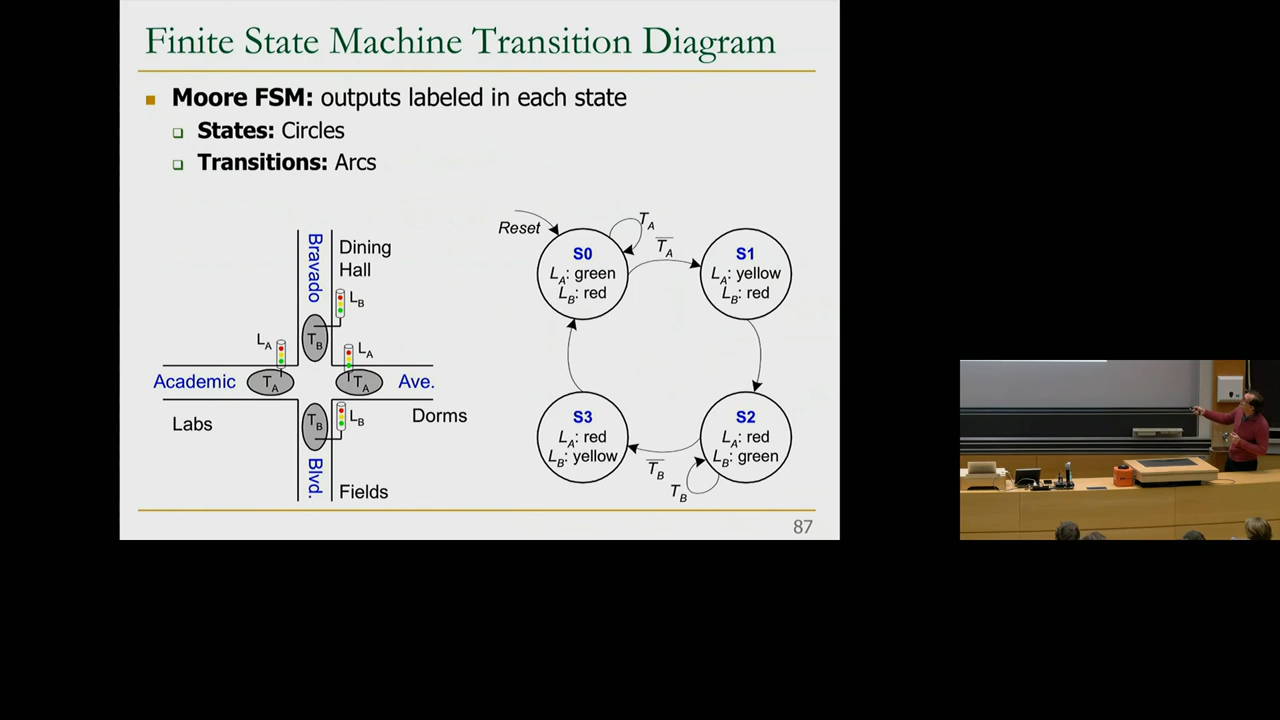 Finite State Machine Transition Diagram
Moore FSM: outputs labeled in each state
States: Circles
Transitions: Arcs
Bravado
Dining
Hall
L_B
T_B
L_A
L_A
Academic
T_A
T_A
Ave.
Labs
T_B
L_B
Dorms
Blvd.
Fields
Reset
T_A
T̅_A
S0
L_A: green
L_B: red
S1
L_A: yellow
L_B: red
S3
L_A: red
L_B: yellow
S2
L_A: red
L_B: green
T̅_B
T_B
87